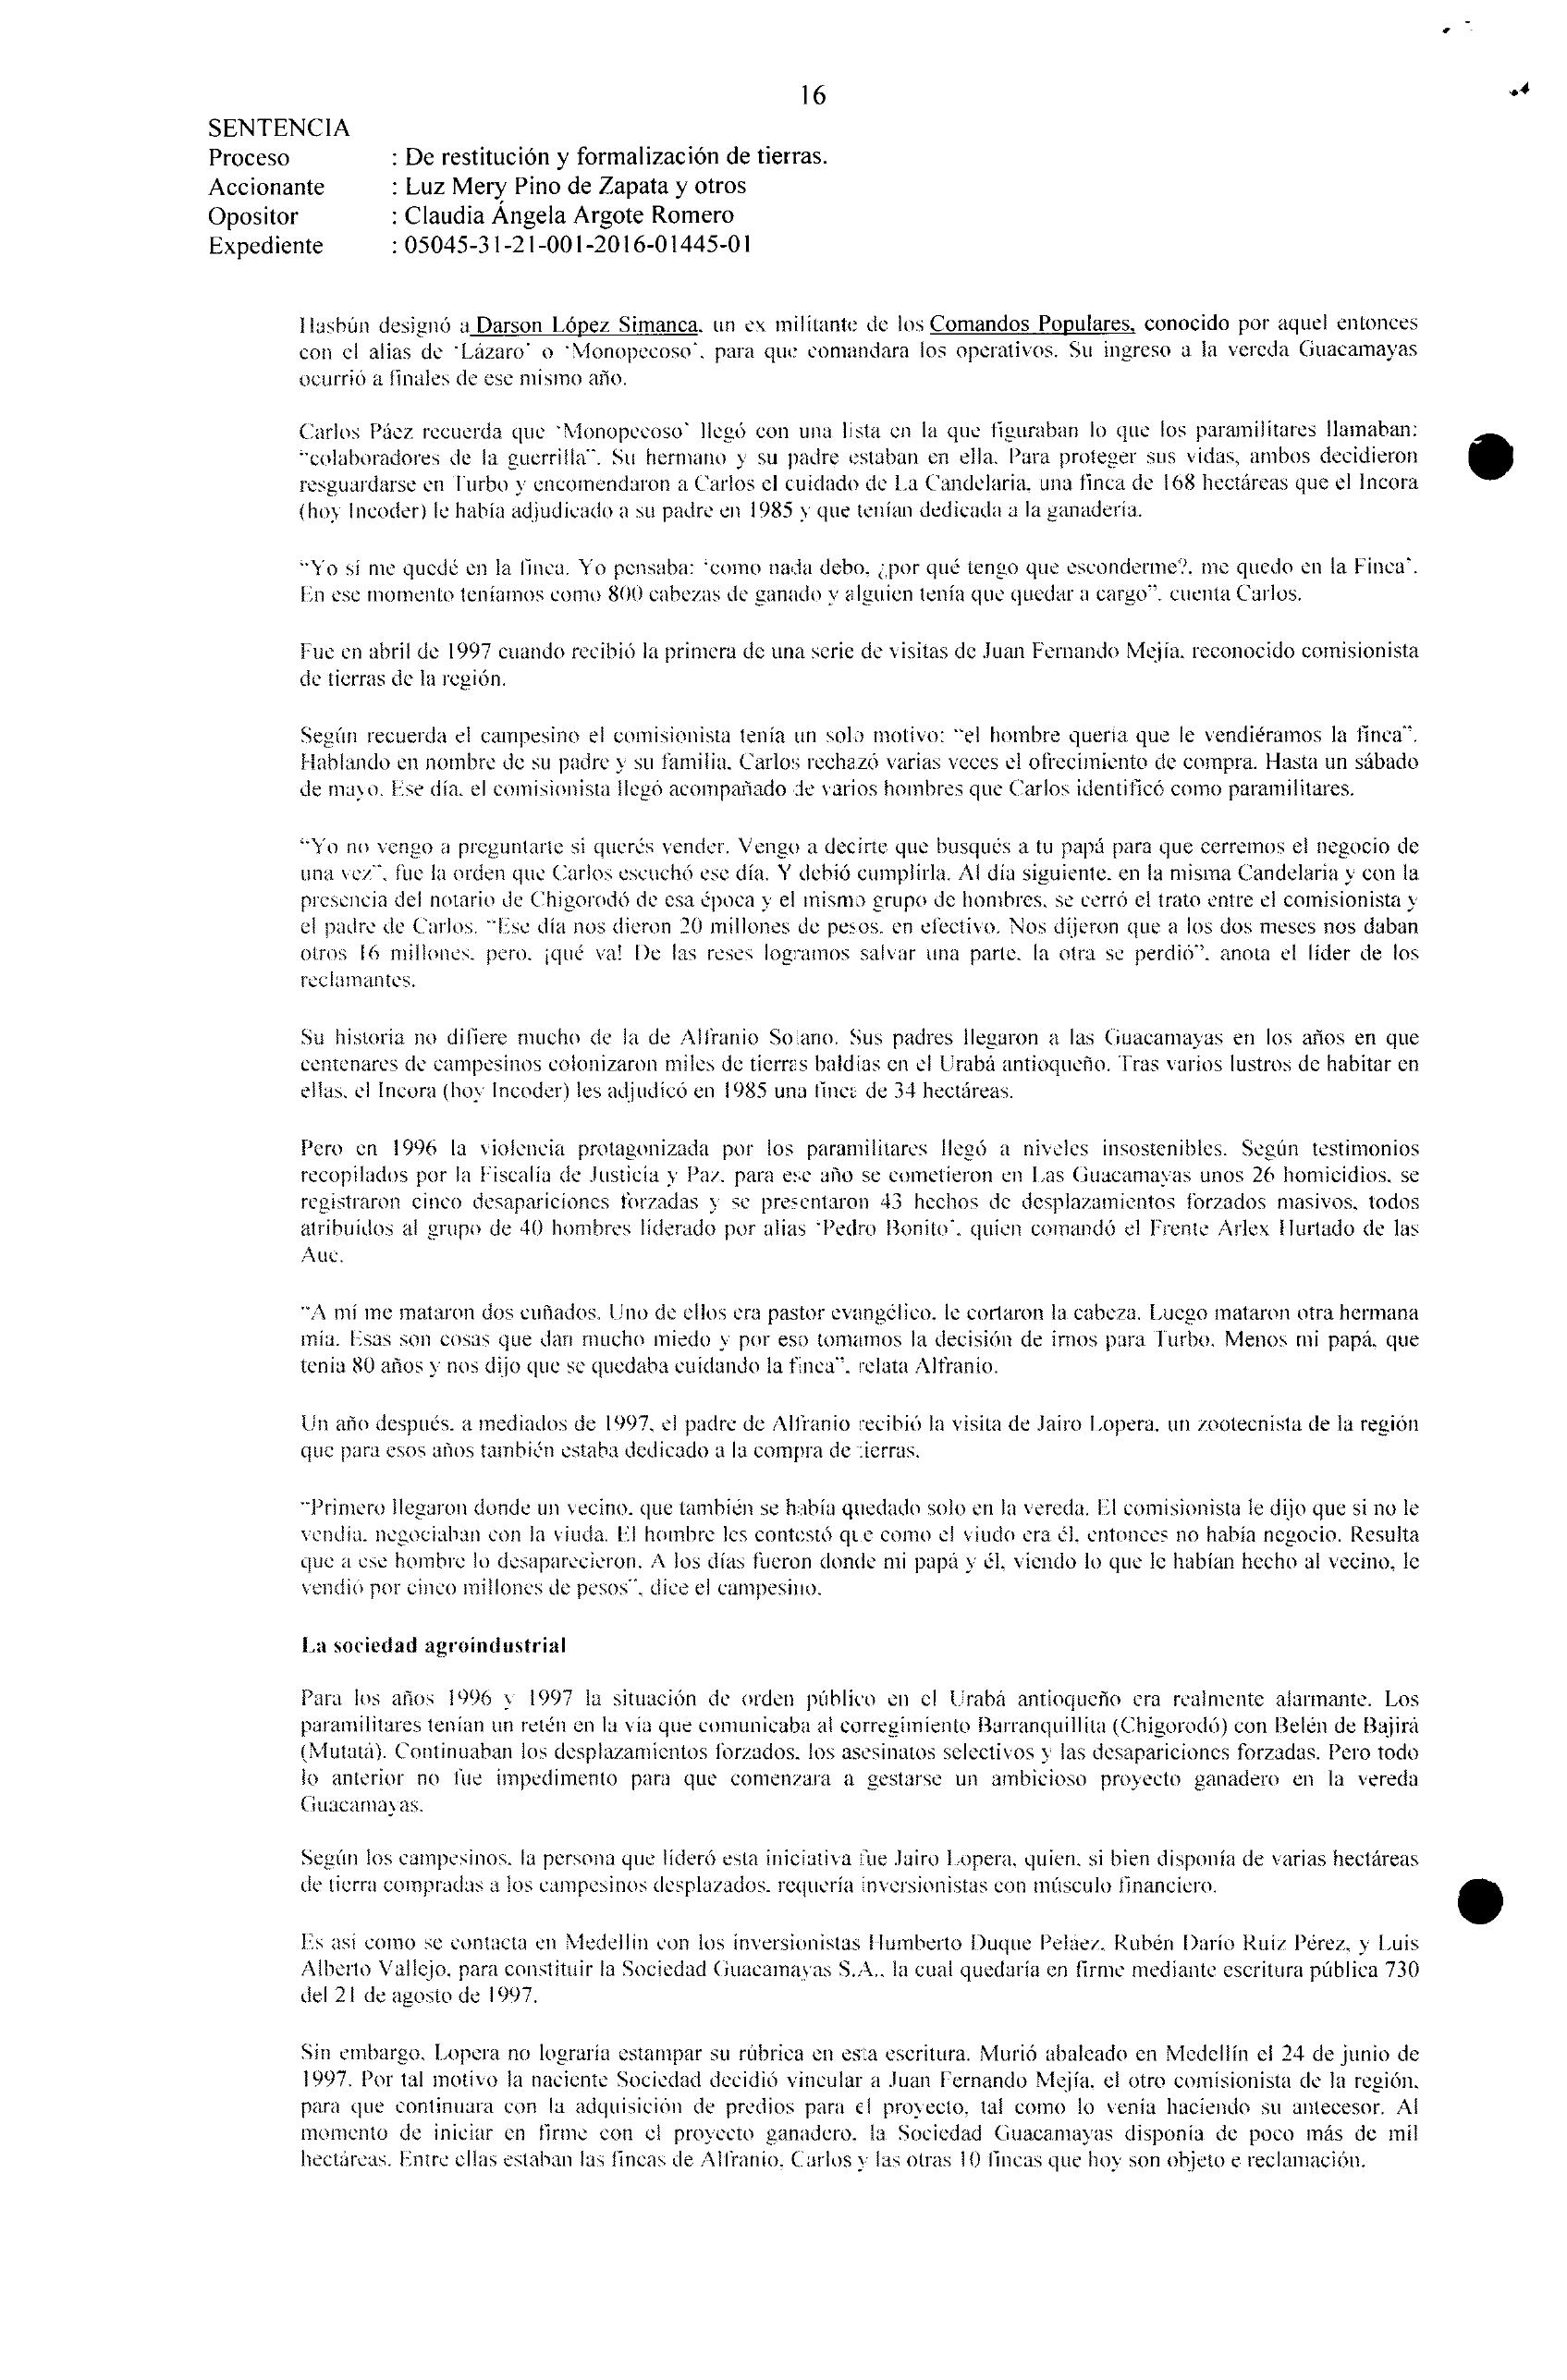 16
SENTENCIA
Proceso : De restitución y formalización de tierras.
Accionante : Luz Mery Pino de Zapata y otros
Opositor : Claudia Ángela Argote Romero
Expediente : 05045-31-21-001-2016-01445-01
Hasbún designó a Darson López Simanca, un ex militante de los Comandos Populares, conocido por aquel entonces
con el alias de 'Lázaro' o 'Monopecoso', para que comandara los operativos. Su ingreso a la vereda Guacamayas
ocurrió a finales de ese mismo año.
Carlos Páez recuerda que 'Monopecoso' llegó con una lista en la que figuraban lo que los paramilitares llamaban:
"colaboradores de la guerrilla". Su hermano y su padre estaban en ella. Para proteger sus vidas, ambos decidieron
resguardarse en Turbo y encomendaron a Carlos el cuidado de La Candelaria, una finca de 168 hectáreas que el Incora
(hoy Incoder) le había adjudicado a su padre en 1985 y que tenían dedicada a la ganadería.
"Yo sí me quedé en la finca. Yo pensaba: 'como nada debo, ¿por qué tengo que esconderme?, me quedo en la Finca'.
En ese momento teníamos como 800 cabezas de ganado y alguien tenía que quedar a cargo", cuenta Carlos.
Fue en abril de 1997 cuando recibió la primera de una serie de visitas de Juan Fernando Mejía, reconocido comisionista
de tierras de la región.
Según recuerda el campesino el comisionista tenía un solo motivo: "el hombre quería que le vendiéramos la finca".
Hablando en nombre de su padre y su familia, Carlos rechazó varias veces el ofrecimiento de compra. Hasta un sábado
de mayo. Ese día, el comisionista llegó acompañado de varios hombres que Carlos identificó como paramilitares.
"Yo no vengo a preguntarte si querés vender. Vengo a decirte que busqués a tu papá para que cerremos el negocio de
una vez", fue la orden que Carlos escuchó ese día. Y debió cumplirla. Al día siguiente, en la misma Candelaria y con la
presencia del notario de Chigorodó de esa época y el mismo grupo de hombres, se cerró el trato entre el comisionista y
el padre de Carlos. "Ese día nos dieron 20 millones de pesos, en efectivo. Nos dijeron que a los dos meses nos daban
otros 16 millones, pero, ¡qué va! De las reses logramos salvar una parte, la otra se perdió", anota el líder de los
reclamantes.
Su historia no difiere mucho de la de Alfranio Solano. Sus padres llegaron a las Guacamayas en los años en que
centenares de campesinos colonizaron miles de tierras baldías en el Urabá antioqueño. Tras varios lustros de habitar en
ellas, el Incora (hoy Incoder) les adjudicó en 1985 una finca de 34 hectáreas.
Pero en 1996 la violencia protagonizada por los paramilitares llegó a niveles insostenibles. Según testimonios
recopilados por la Fiscalía de Justicia y Paz, para ese año se cometieron en Las Guacamayas unos 26 homicidios, se
registraron cinco desapariciones forzadas y se presentaron 43 hechos de desplazamientos forzados masivos, todos
atribuidos al grupo de 40 hombres liderado por alias 'Pedro Bonito', quien comandó el Frente Arlex Hurtado de las
Auc.
"A mí me mataron dos cuñados. Uno de ellos era pastor evangélico, le cortaron la cabeza. Luego mataron otra hermana
mía. Esas son cosas que dan mucho miedo y por eso tomamos la decisión de irnos para Turbo. Menos mi papá, que
tenía 80 años y nos dijo que se quedaba cuidando la finca", relata Alfranio.
Un año después, a mediados de 1997, el padre de Alfranio recibió la visita de Jairo Lopera, un zootecnista de la región
que para esos años también estaba dedicado a la compra de tierras.
"Primero llegaron donde un vecino, que también se había quedado solo en la vereda. El comisionista le dijo que si no le
vendía, negociaban con la viuda. El hombre les contestó que como el viudo era él, entonces no había negocio. Resulta
que a ese hombre lo desaparecieron. A los días fueron donde mi papá y él, viendo lo que le habían hecho al vecino, le
vendió por cinco millones de pesos", dice el campesino.
La sociedad agroindustrial
Para los años 1996 y 1997 la situación de orden público en el Urabá antioqueño era realmente alarmante. Los
paramilitares tenían un retén en la vía que comunicaba al corregimiento Barranquillita (Chigorodó) con Belén de Bajirá
(Mutatá). Continuaban los desplazamientos forzados, los asesinatos selectivos y las desapariciones forzadas. Pero todo
lo anterior no fue impedimento para que comenzara a gestarse un ambicioso proyecto ganadero en la vereda
Guacamayas.
Según los campesinos, la persona que lideró esta iniciativa fue Jairo Lopera, quien, si bien disponía de varias hectáreas
de tierra compradas a los campesinos desplazados, requería inversionistas con músculo financiero.
Es así como se contacta en Medellín con los inversionistas Humberto Duque Peláez, Rubén Darío Ruiz Pérez, y Luis
Alberto Vallejo, para constituir la Sociedad Guacamayas S.A., la cual quedaría en firme mediante escritura pública 730
del 21 de agosto de 1997.
Sin embargo, Lopera no lograría estampar su rúbrica en esta escritura. Murió abaleado en Medellín el 24 de junio de
1997. Por tal motivo la naciente Sociedad decidió vincular a Juan Fernando Mejía, el otro comisionista de la región,
para que continuara con la adquisición de predios para el proyecto, tal como lo venía haciendo su antecesor. Al
momento de iniciar en firme con el proyecto ganadero, la Sociedad Guacamayas disponía de poco más de mil
hectáreas. Entre ellas estaban las fincas de Alfranio, Carlos y las otras 10 fincas que hoy son objeto e reclamación.